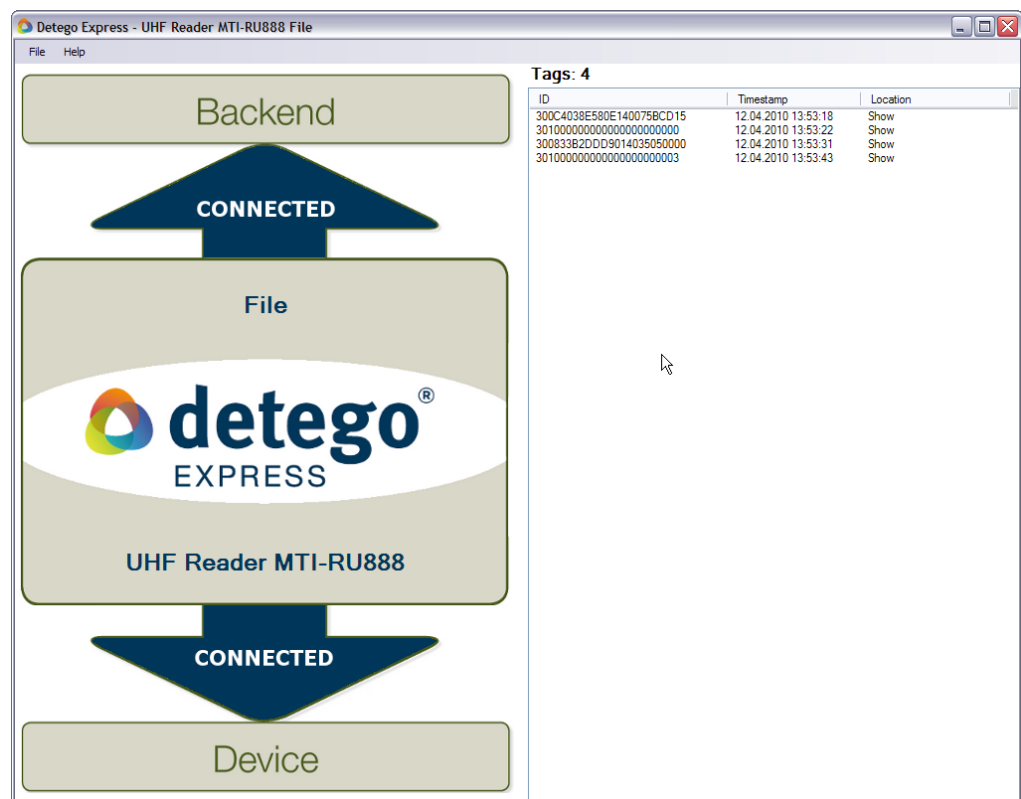 Detego Express - UHF Reader MTI-RU888 File
File Help
Backend
CONNECTED
File
detego®
EXPRESS
UHF Reader MTI-RU888
CONNECTED
Device
Tags: 4
ID Timestamp Location
300C4038E580E140075BCD15 12.04.2010 13:53:18 Show
301000000000000000000000 12.04.2010 13:53:22 Show
300833B2DDD9014035050000 12.04.2010 13:53:31 Show
301000000000000000000003 12.04.2010 13:53:43 Show